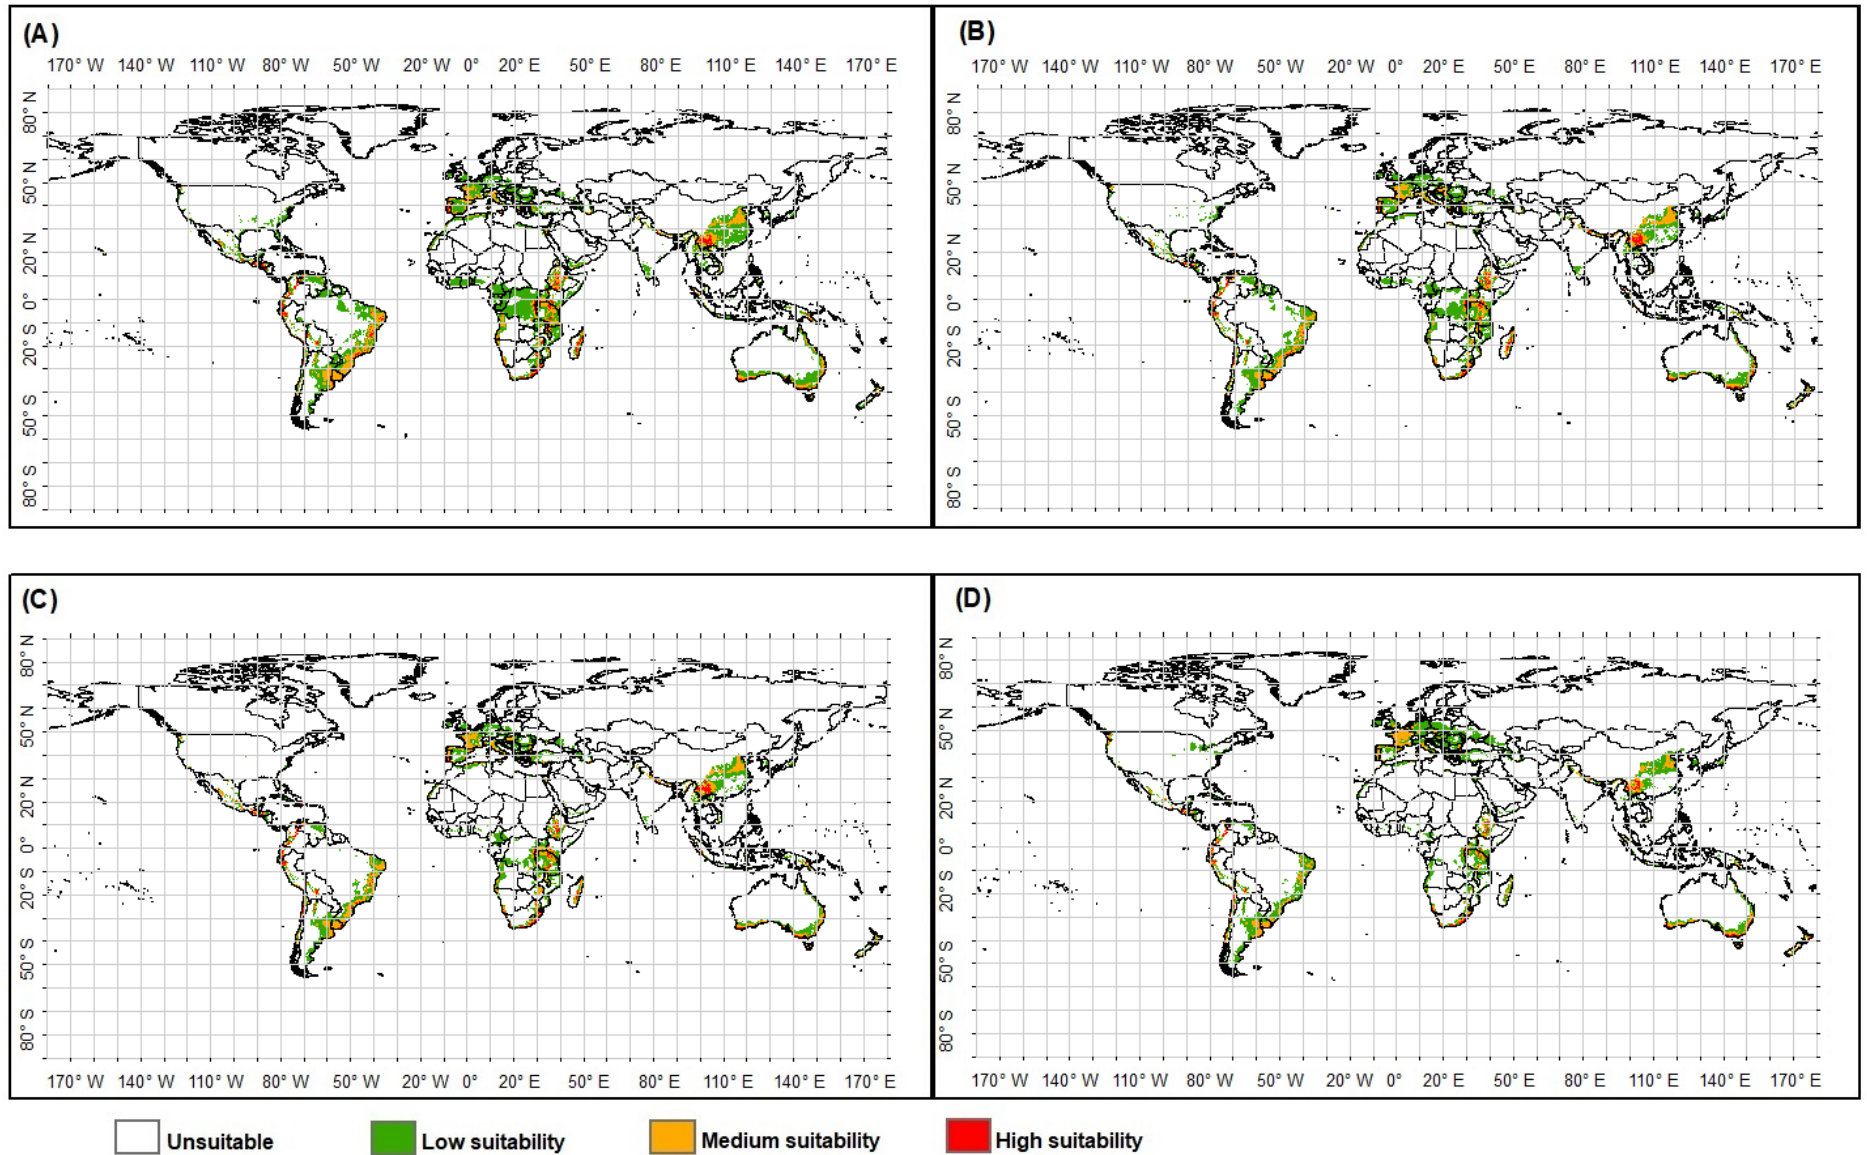 (A)
170° W 140° W 110° W 80° W 50° W 20° W 0° 20° E 50° E 80° E 110° E 140° E 170° E
80° N
50° N
20° N
0°
20° S
50° S
80° S
(B)
170° W 140° W 110° W 80° W 50° W 20° W 0° 20° E 50° E 80° E 110° E 140° E 170° E
80° N
50° N
20° N
0°
20° S
50° S
80° S
(C)
80° N
50° N
20° N
0°
20° S
50° S
80° S
170° W 140° W 110° W 80° W 50° W 20° W 0° 20° E 50° E 80° E 110° E 140° E 170° E
(D)
80° N
50° N
20° N
0°
20° S
50° S
80° S
170° W 140° W 110° W 80° W 50° W 20° W 0° 20° E 50° E 80° E 110° E 140° E 170° E
Unsuitable Low suitability Medium suitability High suitability